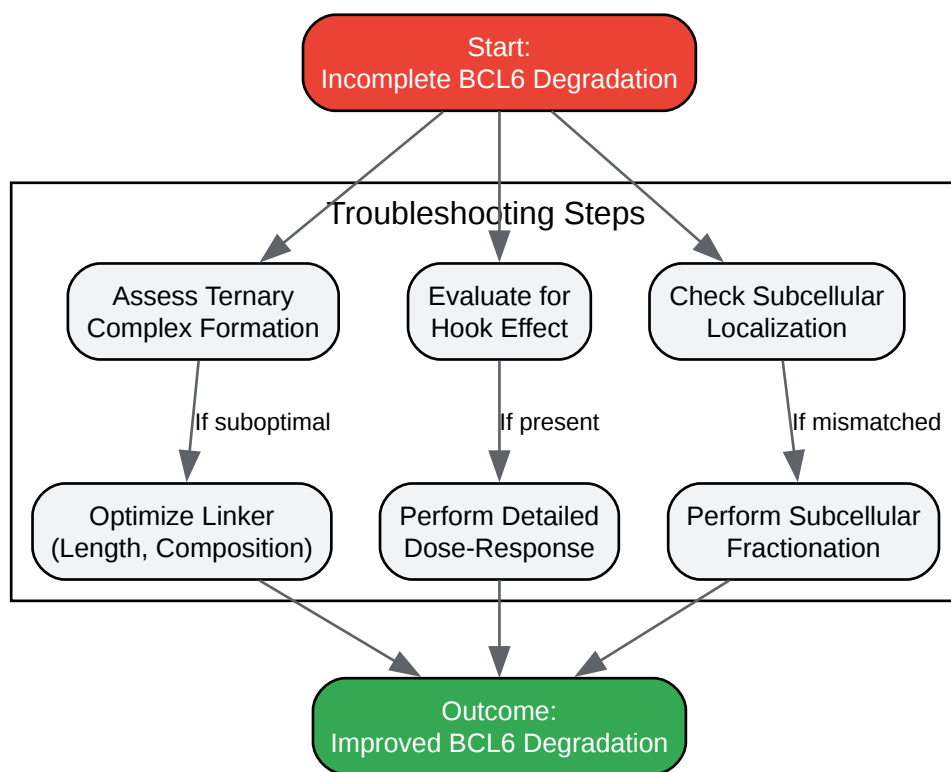 Start:
Incomplete BCL6 Degradation
Troubleshooting Steps
Assess Ternary
Complex Formation
Evaluate for
Hook Effect
Check Subcellular
Localization
If suboptimal
If present
If mismatched
Optimize Linker
(Length, Composition)
Perform Detailed
Dose-Response
Perform Subcellular
Fractionation
Outcome:
Improved BCL6 Degradation